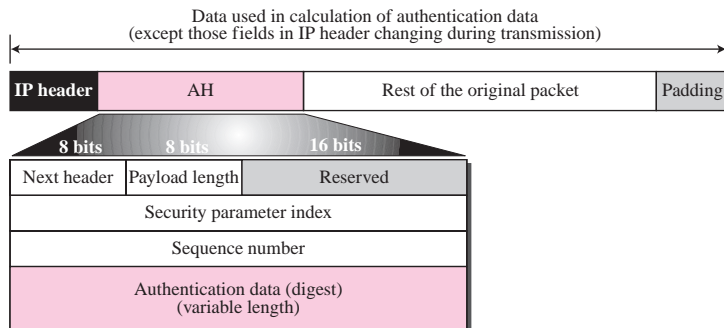 Data used in calculation of authentication data
(except those fields in IP header changing during transmission)
IP header AH Rest of the original packet Padding
8 bits 8 bits 16 bits
Next header Payload length Reserved
Security parameter index
Sequence number
Authentication data (digest)
(variable length)